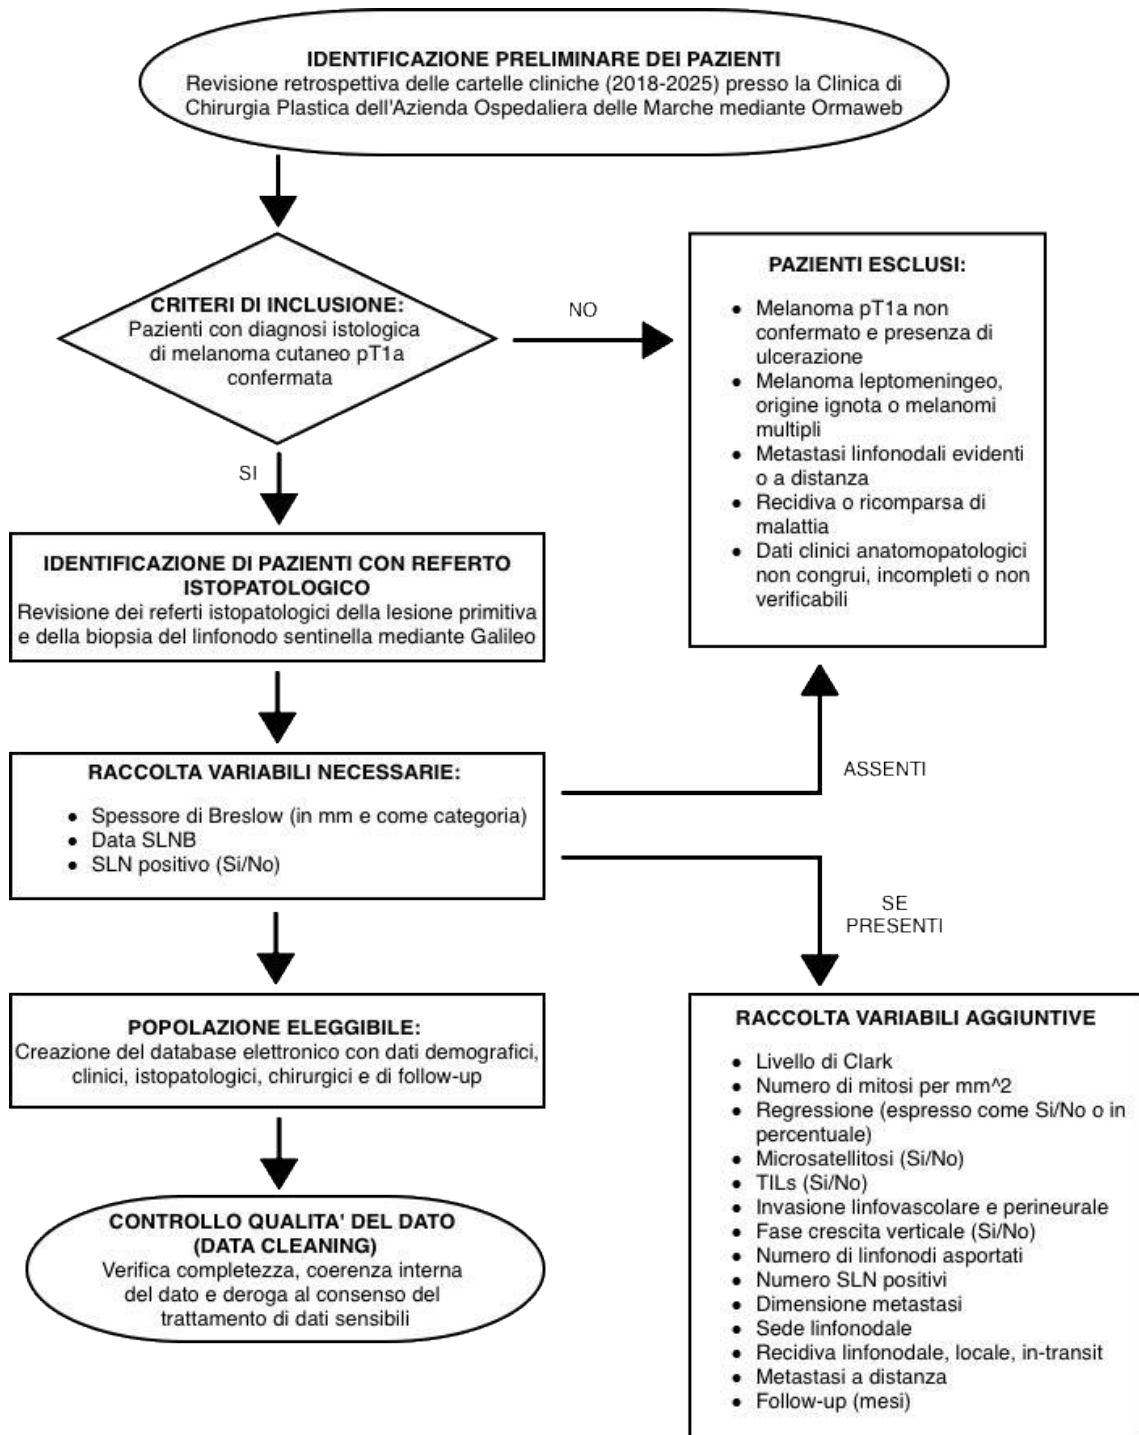 IDENTIFICAZIONE PRELIMINARE DEI PAZIENTI
Revisione retrospettiva delle cartelle cliniche (2018-2025) presso la Clinica di
Chirurgia Plastica dell'Azienda Ospedaliera delle Marche mediante Ormaweb
CRITERI DI INCLUSIONE:
Pazienti con diagnosi istologica
di melanoma cutaneo pT1a
confermata
NO
PAZIENTI ESCLUSI:
• Melanoma pT1a non
confermato e presenza di
ulcerazione
• Melanoma leptomeningeo,
origine ignota o melanomi
multipli
• Metastasi linfonodali evidenti
o a distanza
• Recidiva o ricomparsa di
malattia
• Dati clinici anatomopatologici
non congrui, incompleti o non
verificabili
SI
IDENTIFICAZIONE DI PAZIENTI CON REFERTO
ISTOPATOLOGICO
Revisione dei referti istopatologici della lesione primitiva
e della biopsia del linfonodo sentinella mediante Galileo
RACCOLTA VARIABILI NECESSARIE:
• Spessore di Breslow (in mm e come categoria)
• Data SLNB
• SLN positivo (Si/No)
ASSENTI
SE
PRESENTI
POPOLAZIONE ELEGGIBILE:
Creazione del database elettronico con dati demografici,
clinici, istopatologici, chirurgici e di follow-up
CONTROLLO QUALITA' DEL DATO
(DATA CLEANING)
Verifica completezza, coerenza interna
del dato e deroga al consenso del
trattamento di dati sensibili
RACCOLTA VARIABILI AGGIUNTIVE
• Livello di Clark
• Numero di mitosi per mm^2
• Regressione (espresso come Si/No o in
percentuale)
• Microsatellitosi (Si/No)
• TILs (Si/No)
• Invasione linfovascolare e perineurale
• Fase crescita verticale (Si/No)
• Numero di linfonodi asportati
• Numero SLN positivi
• Dimensione metastasi
• Sede linfonodale
• Recidiva linfonodale, locale, in-transit
• Metastasi a distanza
• Follow-up (mesi)